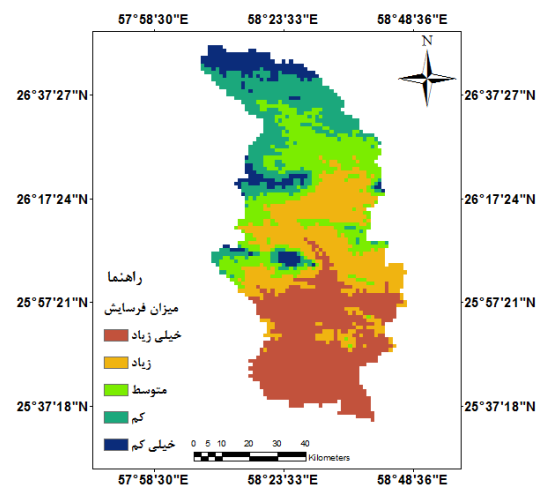 57°58'30"E 58°23'33"E 58°48'36"E
N
26°37'27"N 26°37'27"N
26°17'24"N 26°17'24"N
25°57'21"N 25°57'21"N
25°37'18"N 25°37'18"N
راهنما
میزان فرسایش
خیلی زیاد
زیاد
متوسط
کم
خیلی کم
0 5 10 20 30 40
Kilometers
57°58'30"E 58°23'33"E 58°48'36"E